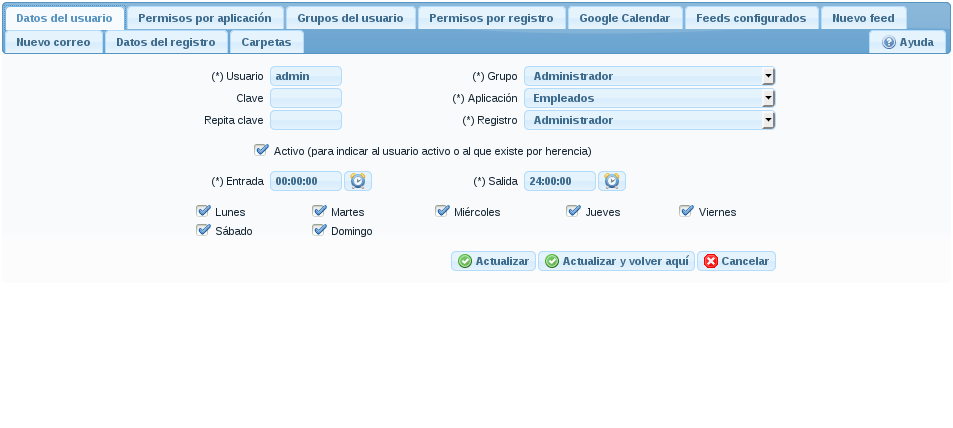 Datos del usuario Permisos por aplicación Grupos del usuario Permisos por registro Google Calendar Feeds configurados Nuevo feed
Nuevo correo Datos del registro Carpetas Ayuda
(*) Usuario admin (*) Grupo Administrador
Clave (*) Aplicación Empleados
Repita clave (*) Registro Administrador
Activo (para indicar al usuario activo o al que existe por herencia)
(*) Entrada 00:00:00 (*) Salida 24:00:00
Lunes Martes Miércoles Jueves Viernes
Sábado Domingo
Actualizar Actualizar y volver aquí Cancelar